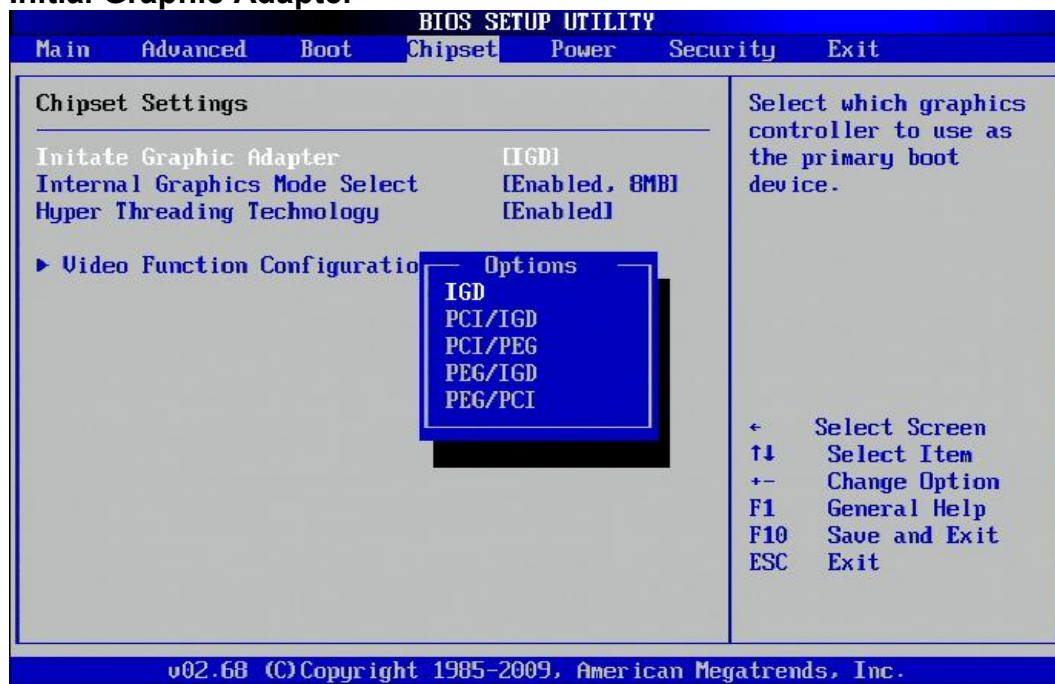 Initial Graphic Adapter
BIOS SETUP UTILITY
Main Advanced Boot Chipset Power Security Exit
Chipset Settings
Initate Graphic Adapter [IGD]
Internal Graphics Mode Select [Enabled, 8MB]
Hyper Threading Technology [Enabled]
► Video Function Configuratio
Options
IGD
PCI/IGD
PCI/PEG
PEG/IGD
PEG/PCI
Select which graphics
controller to use as
the primary boot
device.
← Select Screen
↑↓ Select Item
+- Change Option
F1 General Help
F10 Save and Exit
ESC Exit
v02.68 (C)Copyright 1985-2009, American Megatrends, Inc.